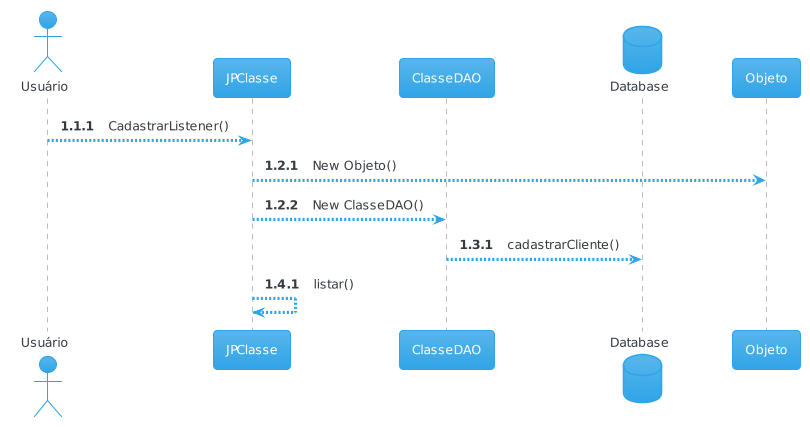 Usuário
JPClasse
ClasseDAO
Database
Objeto
1.1.1 CadastrarListener()
1.2.1 New Objeto()
1.2.2 New ClasseDAO()
1.3.1 cadastrarCliente()
1.4.1 listar()
Usuário
JPClasse
ClasseDAO
Database
Objeto